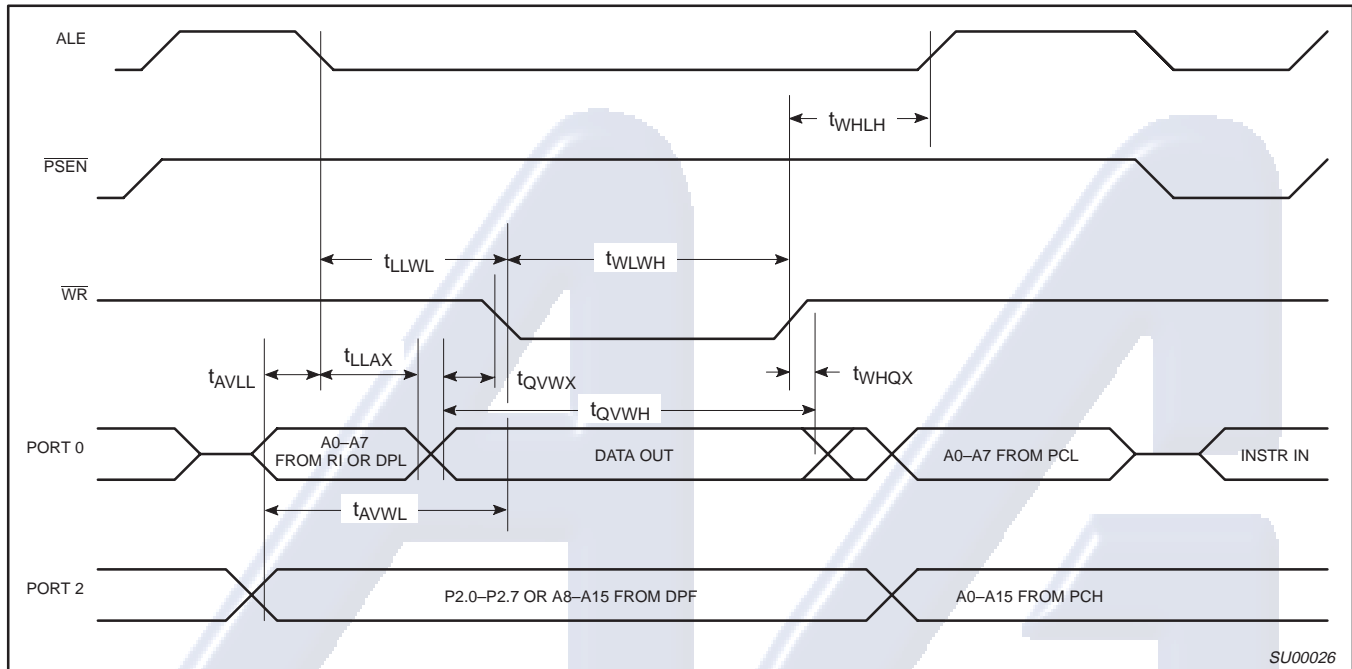 ALE
tWHLH
PSEN
tLLWL
tWLWH
WR
tLLAX
tAVLL
tQVWX
tWHQX
tQVWH
PORT 0
A0–A7
FROM RI OR DPL
DATA OUT
A0–A7 FROM PCL
INSTR IN
tAVWL
PORT 2
P2.0–P2.7 OR A8–A15 FROM DPF
A0–A15 FROM PCH
SU00026